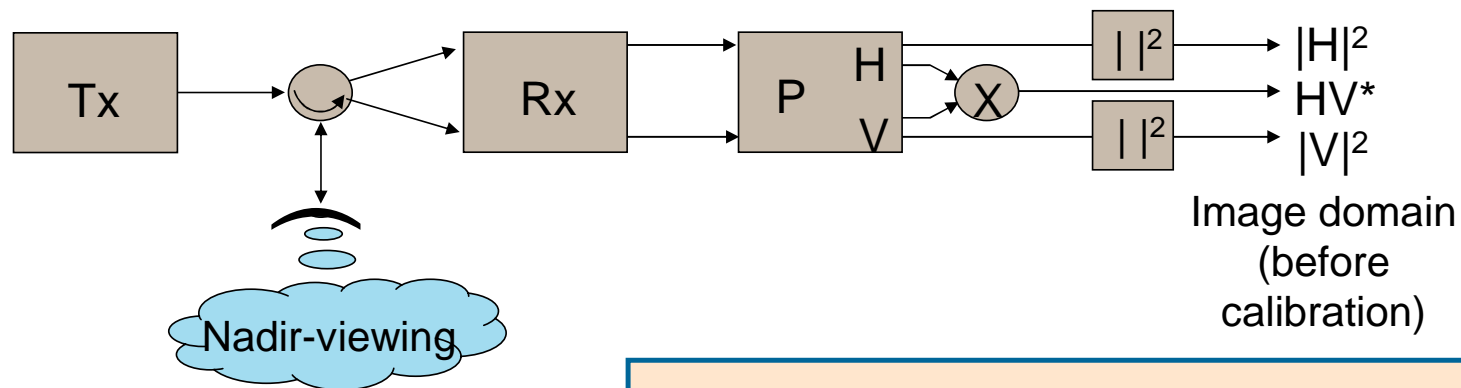 Tx
Rx
P
H
V
X
| |²
| |²
|H|²
HV*
|V|²
Image domain
(before
calibration)
Nadir-viewing